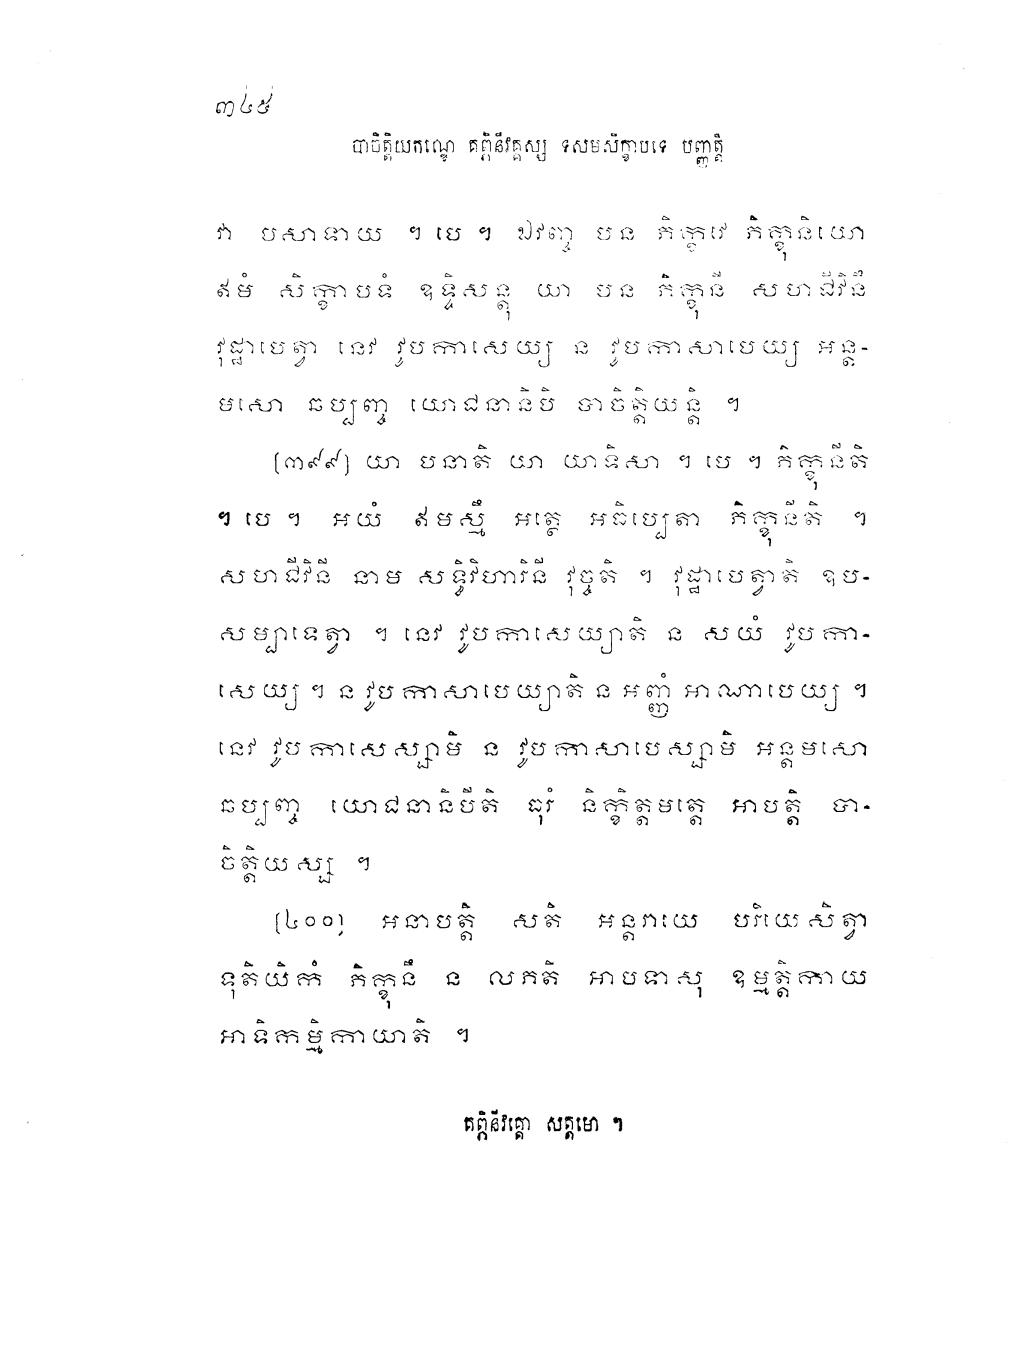 ៣៤៥
បាចិត្តិយកណ្ឌេ គព្ភិនីវគ្គស្ស ទសមសិក្ខាបទេ បញ្ញត្តិ
វា បសាទាយ ។ បេ ។ ឯវញ្ច បន ភិក្ខវេ ភិក្ខុនិយោ
ឥមំ សិក្ខាបទំ ឧទ្ទិសន្តុ យា បន ភិក្ខុនី សហជីវិនឹ
វុដ្ឋាបេត្វា នេវ វូបកាសេយ្យ ន វូបកាសាបេយ្យ អន្ត-
មសោ ឆប្បញ្ច យោជនានិបិ បាចិត្តិយន្តិ ។
(៣៩៩) យា បនាតិ យា យាទិសា ។ បេ ។ ភិក្ខុនីតិ
។ បេ ។ អយំ ឥមស្មឹ អត្ថេ អធិប្បេតា ភិក្ខុនីតិ ។
សហជីវិនី នាម សទ្ធិវិហារិនី វុច្ចតិ ។ វុដ្ឋាបេត្វាតិ ឧប-
សម្បាទេត្វា ។ នេវ វូបកាសេយ្យាតិ ន សយំ វូបកា-
សេយ្យ ។ ន វូបកាសាបេយ្យាតិ ន អញ្ញំ អាណាបេយ្យ ។
នេវ វូបកាសេស្សាមិ ន វូបកាសាបេស្សាមិ អន្តមសោ
ឆប្បញ្ច យោជនានិបីតិ ធុរំ និក្ខិត្តមត្តេ អាបត្តិ បា-
ចិត្តិយស្ស ។
(៤០០) អនាបត្តិ សតិ អន្តរាយេ បរិយេសិត្វា
ទុតិយិកំ ភិក្ខុនឹ ន លភតិ អាបទាសុ ឧម្មត្តិកាយ
អាទិកម្មិកាយាតិ ។
គព្ភិនីវគ្គោ សត្តមោ ។